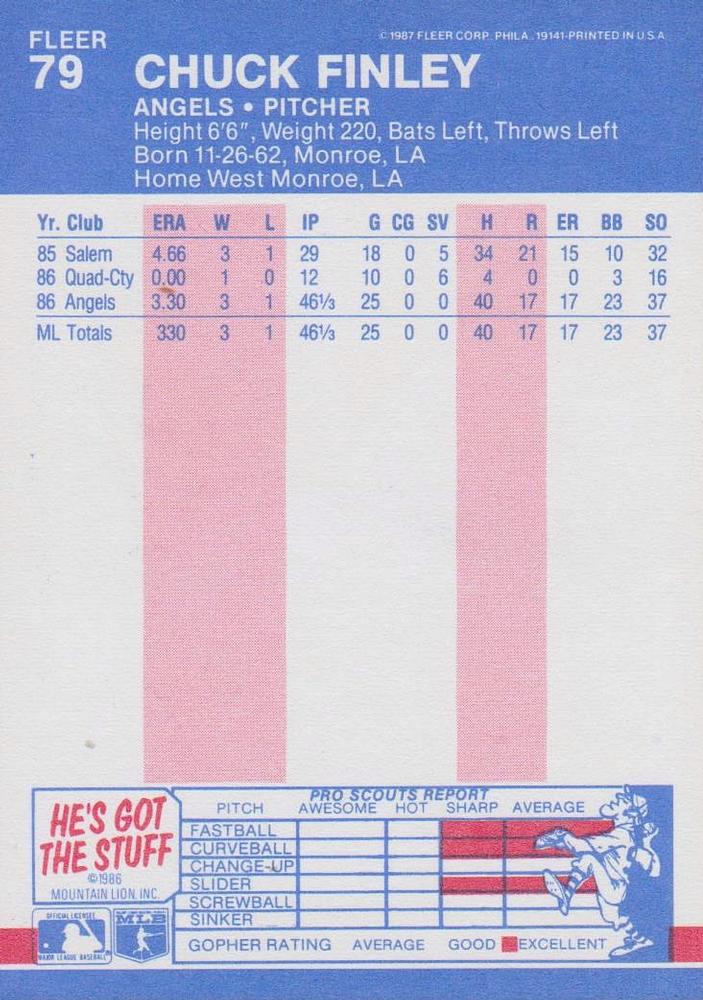 FLEER
©1987 FLEER CORP. PHILA. 19141-PRINTED IN U.S.A.
79 CHUCK FINLEY
ANGELS • PITCHER
Height 6'6", Weight 220, Bats Left, Throws Left
Born 11-26-62, Monroe, LA
Home West Monroe, LA
Yr. Club ERA W L IP G CG SV H R ER BB SO
85 Salem 4.66 3 1 29 18 0 5 34 21 15 10 32
86 Quad-Cty 0.00 1 0 12 10 0 6 4 0 0 3 16
86 Angels 3.30 3 1 46⅓ 25 0 0 40 17 17 23 37
ML Totals 330 3 1 46⅓ 25 0 0 40 17 17 23 37
HE'S GOT
THE STUFF
©1986
MOUNTAIN LION, INC.
PRO SCOUTS REPORT
PITCH AWESOME HOT SHARP AVERAGE
FASTBALL
CURVEBALL
CHANGE-UP
SLIDER
SCREWBALL
SINKER
GOPHER RATING AVERAGE GOOD EXCELLENT
OFFICIAL LICENSEE
MAJOR LEAGUE BASEBALL
MLB